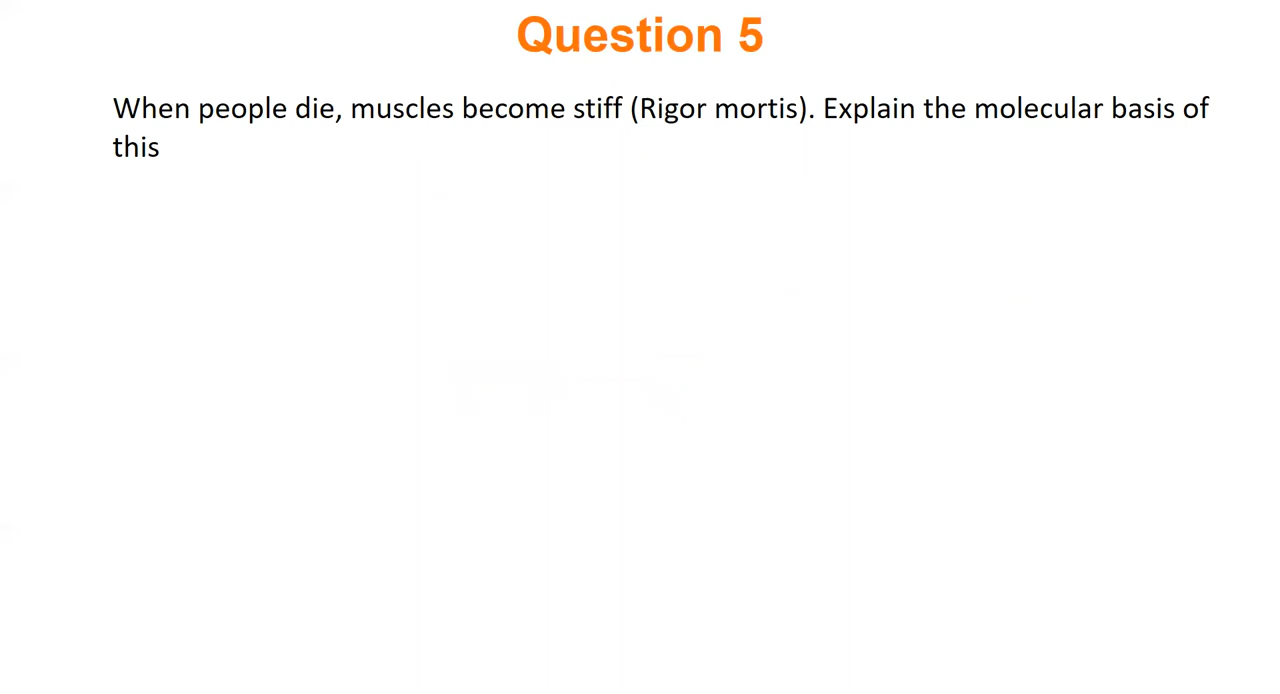 Question 5
When people die, muscles become stiff (Rigor mortis). Explain the molecular basis of
this